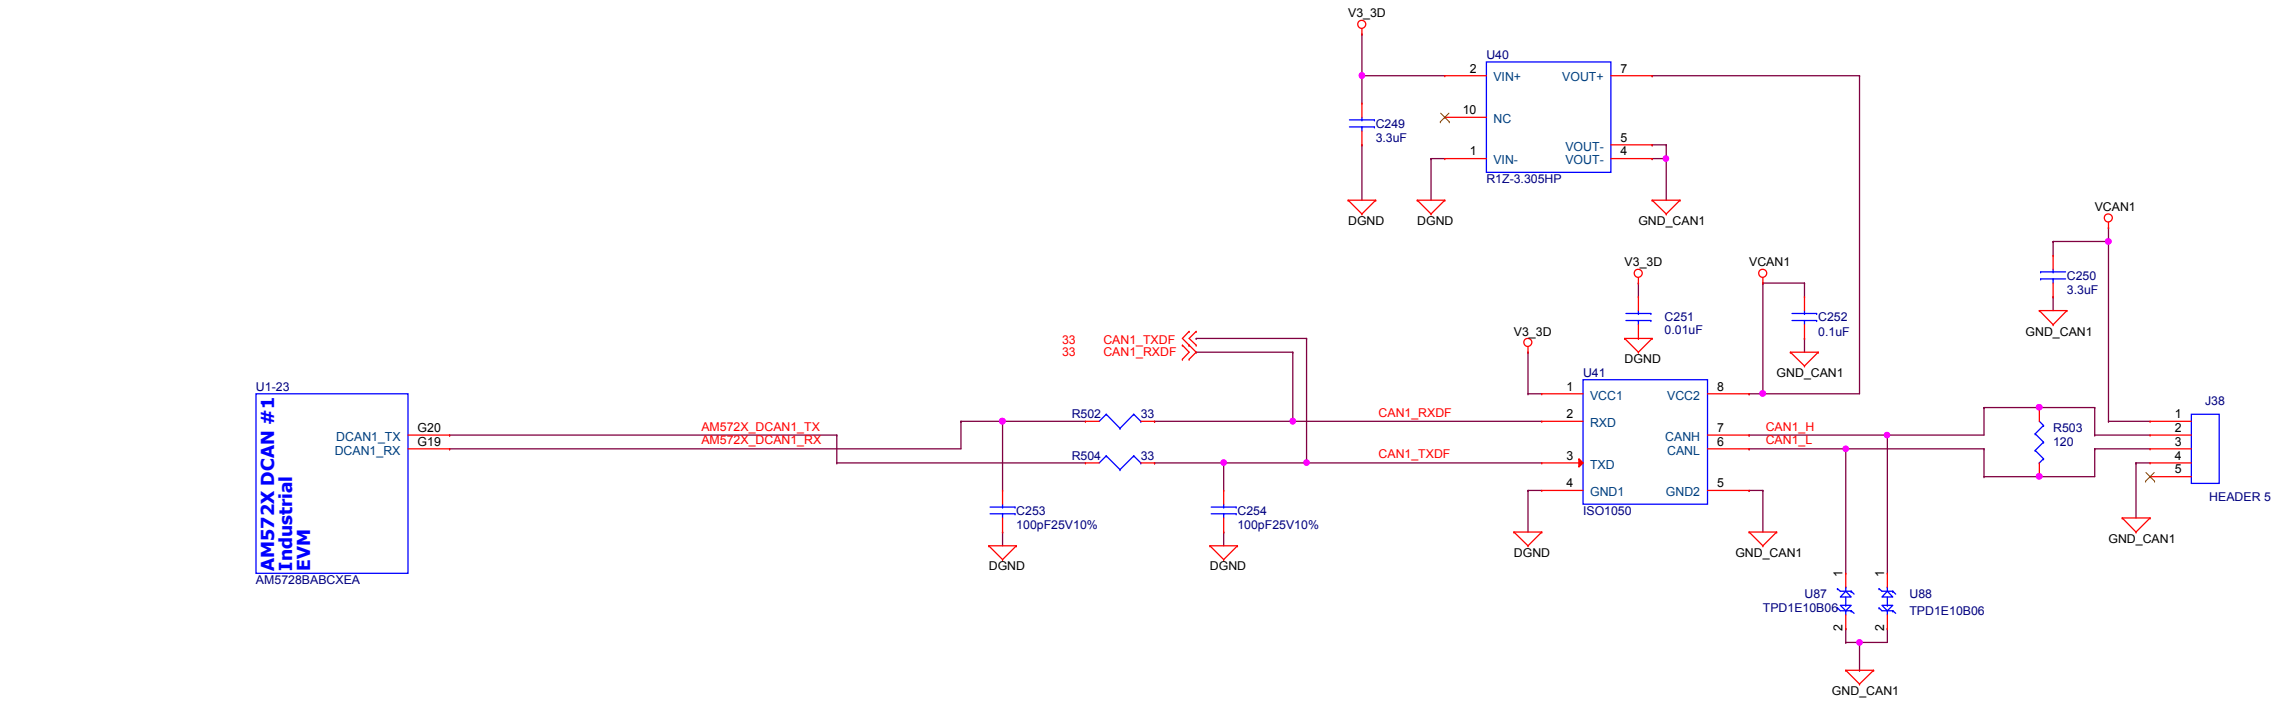 V3_3D
U40
2
VIN+
VOUT+
7
10
NC
C249
3.3uF
5
VOUT-
1
VIN-
VOUT-
4
R1Z-3.305HP
DGND
DGND
GND_CAN1
VCAN1
V3_3D
VCAN1
C250
3.3uF
C251
0.01uF
C252
0.1uF
V3_3D
GND_CAN1
33 CAN1_TXDF
33 CAN1_RXDF
DGND
GND_CAN1
U41
U1-23
1
VCC1
VCC2
8
AM572X DCAN #1
Industrial
EVM
DCAN1_TX
G20
DCAN1_RX
G19
AM572X_DCAN1_TX
AM572X_DCAN1_RX
R502
33
CAN1_RXDF
2
RXD
CANH
7
CAN1_H
CANL
6
CAN1_L
R504
33
CAN1_TXDF
3
TXD
4
GND1
GND2
5
ISO1050
R503
120
J38
1
2
3
4
5
HEADER 5
C253
100pF25V10%
C254
100pF25V10%
DGND
DGND
DGND
GND_CAN1
GND_CAN1
AM5728BABCXEA
1
1
U87
TPD1E10B06
U88
TPD1E10B06
2
2
GND_CAN1